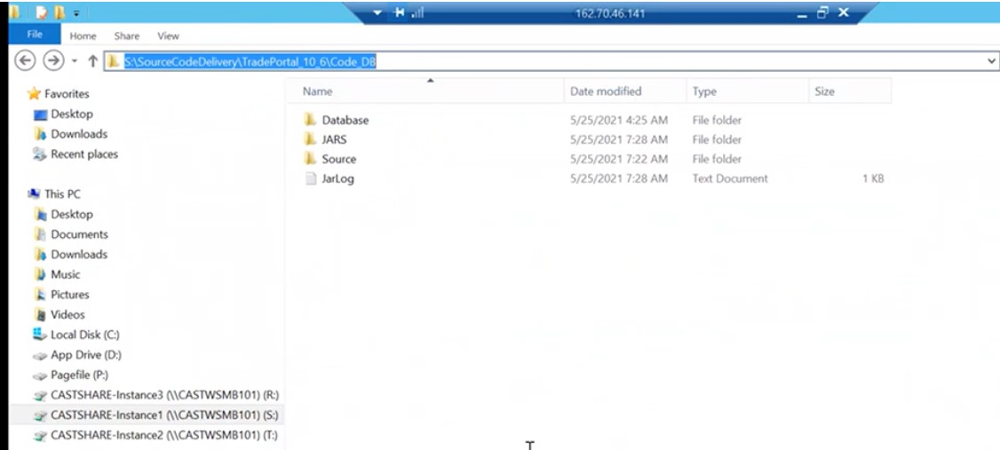 162.70.46.141
File Home Share View
S:\SourceCodeDelivery\TradePortal_10_6\Code_DB
Name Date modified Type Size
Favorites
Desktop
Downloads
Recent places
This PC
Desktop
Documents
Downloads
Music
Pictures
Videos
Local Disk (C:)
App Drive (D:)
Pagefile (P:)
CASTSHARE-Instance3 (\\CASTWSMB101) (R:)
CASTSHARE-Instance1 (\\CASTWSMB101) (S:)
CASTSHARE-Instance2 (\\CASTWSMB101) (T:)
Database 5/25/2021 4:25 AM File folder
JARS 5/25/2021 7:28 AM File folder
Source 5/25/2021 7:22 AM File folder
JarLog 5/25/2021 7:28 AM Text Document 1 KB